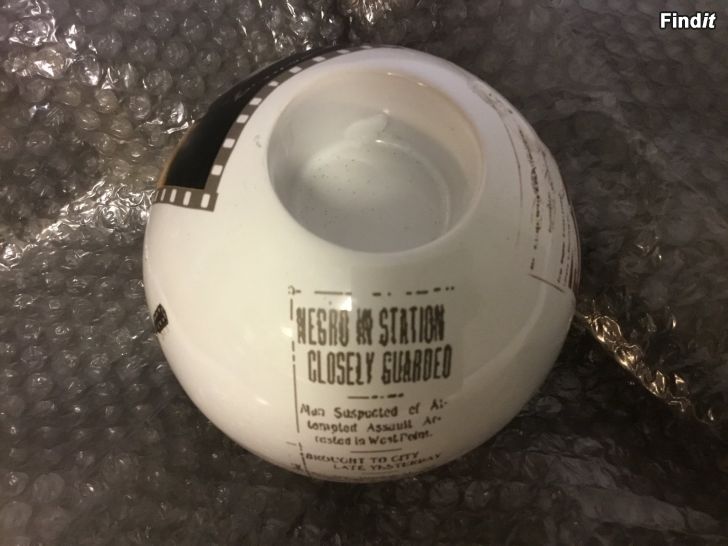 Findit
NEGRO IN STATION
CLOSELY GUARDED
Man Suspected of At-
tempted Assault Ar-
rested in West Point.
BROUGHT TO CITY
LATE YESTERDAY